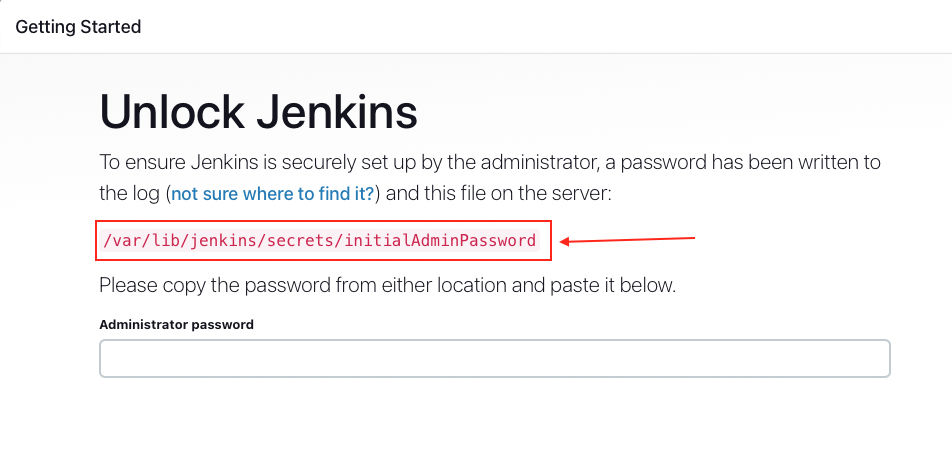 Getting Started
Unlock Jenkins
To ensure Jenkins is securely set up by the administrator, a password has been written to
the log (not sure where to find it?) and this file on the server:
/var/lib/jenkins/secrets/initialAdminPassword
Please copy the password from either location and paste it below.
Administrator password